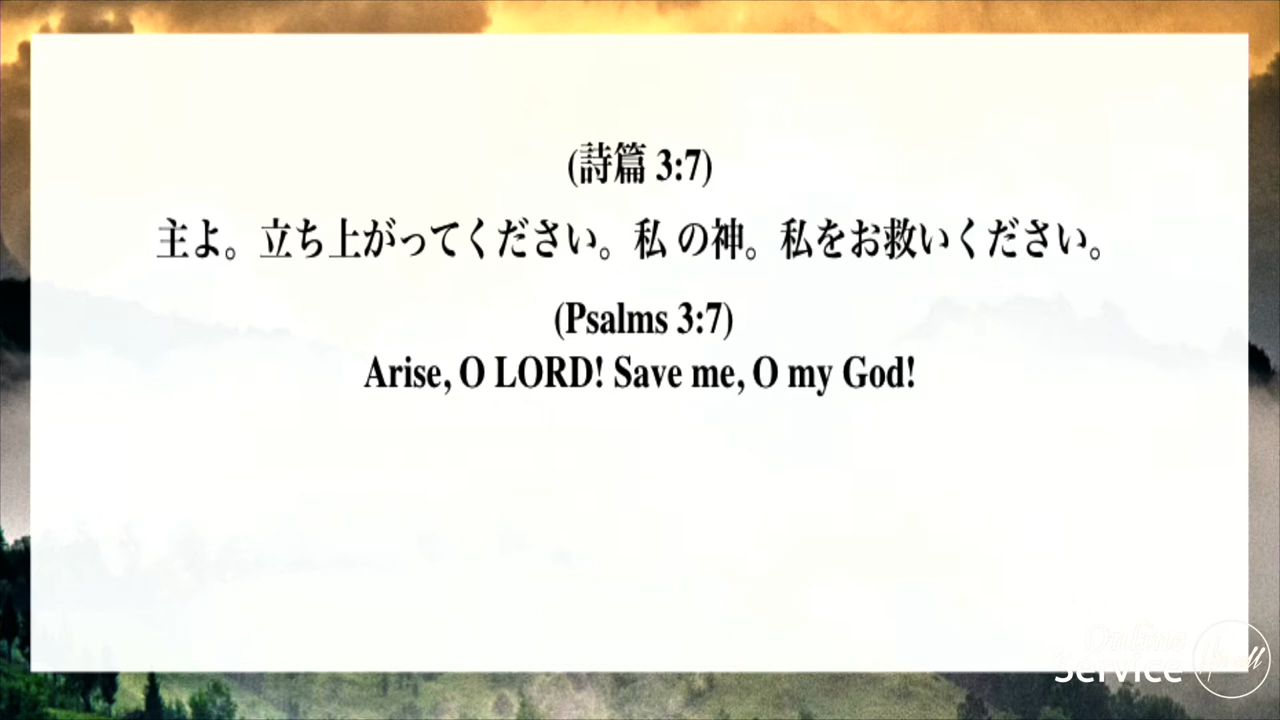 (詩篇 3:7)
主よ。立ち上がってください。私 の神。私をお救いください。
(Psalms 3:7)
Arise, O LORD! Save me, O my God!
Online
Service